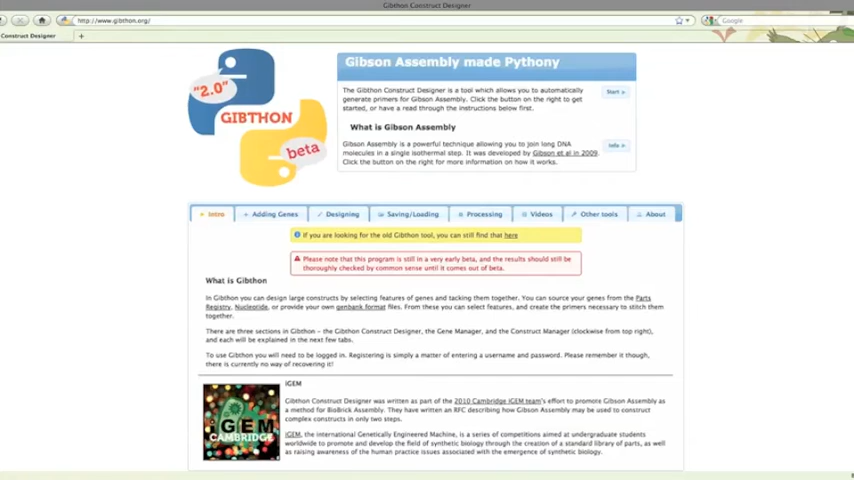 Gibthon Construct Designer
http://www.gibthon.org/
Google
Construct Designer
"2.0"
GIBTHON
beta
Gibson Assembly made Pythony
The Gibthon Construct Designer is a tool which allows you to automatically
generate primers for Gibson Assembly. Click the button on the right to get
started, or have a read through the instructions below first.
Start
What is Gibson Assembly
Gibson Assembly is a powerful technique allowing you to join long DNA
molecules in a single isothermal step. It was developed by Gibson et al in 2009.
Click the button on the right for more information on how it works.
Info
Intro
Adding Genes
Designing
Saving/Loading
Processing
Videos
Other tools
About
If you are looking for the old Gibthon tool, you can still find that here
Please note that this program is still in a very early beta, and the results should still be
thoroughly checked by common sense until it comes out of beta.
What is Gibthon
In Gibthon you can design large constructs by selecting features of genes and tacking them together. You can source your genes from the Parts
Registry, Nucleotide, or provide your own genbank format files. From these you can select features, and create the primers necessary to stitch them
together.
There are three sections in Gibthon - the Gibthon Construct Designer, the Gene Manager, and the Construct Manager (clockwise from top right),
and each will be explained in the next few tabs.
To use Gibthon you will need to be logged in. Registering is simply a matter of entering a username and password. Please remember it though,
there is currently no way of recovering it!
iGEM
Gibthon Construct Designer was written as part of the 2010 Cambridge iGEM team's effort to promote Gibson Assembly as
a method for BioBrick Assembly. They have written an RFC describing how Gibson Assembly may be used to construct
complex constructs in only two steps.
iGEM, the international Genetically Engineered Machine, is a series of competitions aimed at undergraduate students
worldwide to promote and develop the field of synthetic biology through the creation of a standard library of parts, as well
as raising awareness of the human practice issues associated with the emergence of synthetic biology.
iGEM
CAMBRIDGE